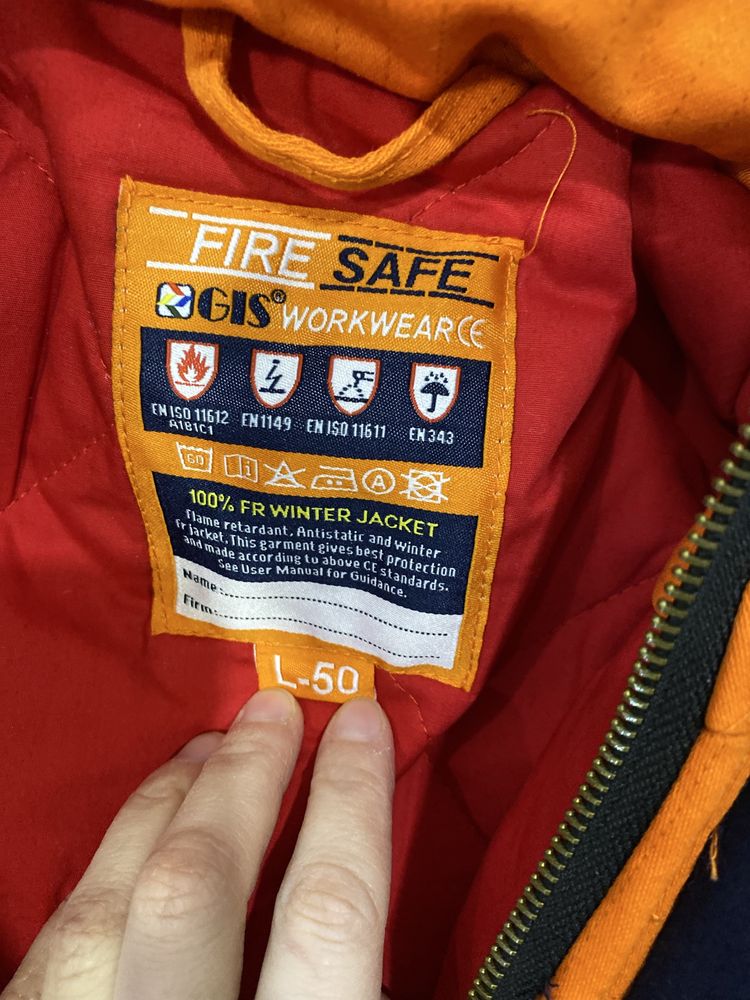 FIRE SAFE
GIS® WORKWEAR CE
EN ISO 11612 EN1149 EN ISO 11611 EN 343
A1B1C1
60 i A
100% FR WINTER JACKET
Flame retardant, Antistatic and winter
fr jacket, This garment gives best protection
and made according to above CE standards.
See User Manual for Guidance.
Name:
Firm:
L-50